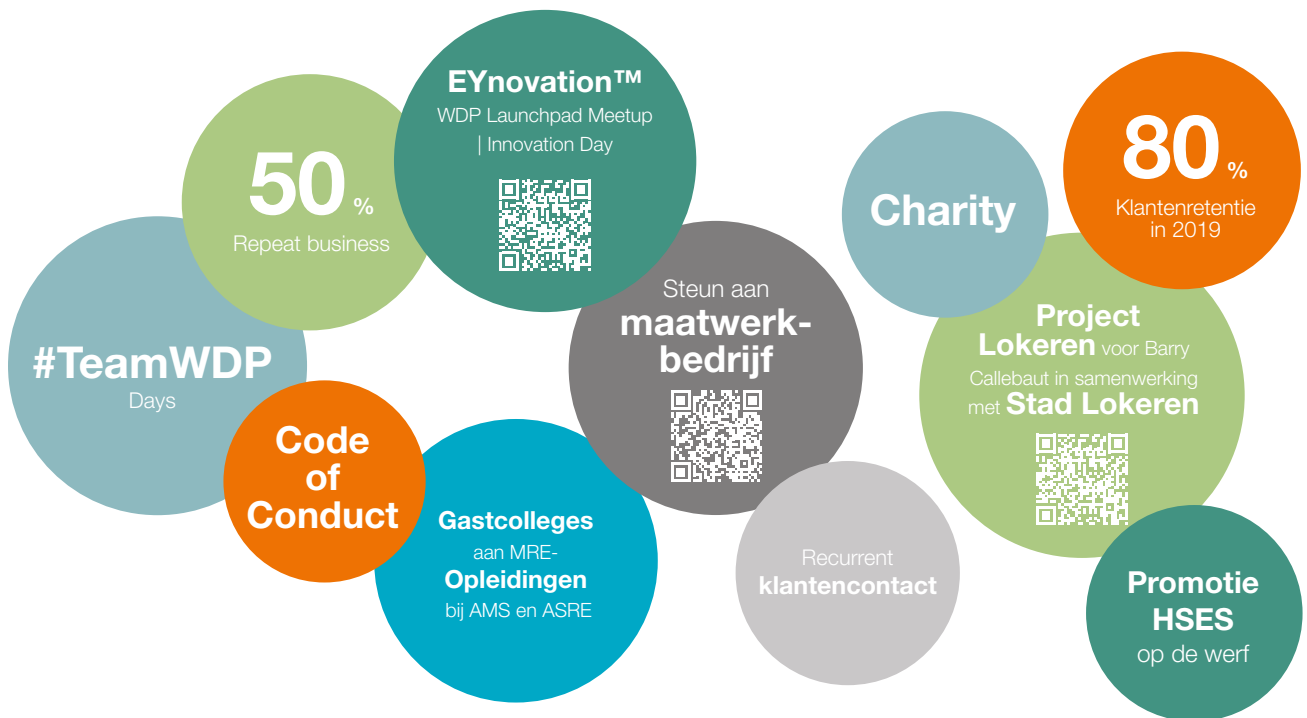 EYnovation™
WDP Launchpad Meetup
| Innovation Day
50 %
Repeat business
#TeamWDP
Days
Code
of
Conduct
Gastcolleges
aan MRE-
Opleidingen
bij AMS en ASRE
Steun aan
maatwerk-
bedrijf
Recurrent
klantencontact
Charity
80 %
Klantenretentie
in 2019
Project
Lokeren voor Barry
Callebaut in samenwerking
met Stad Lokeren
Promotie
HSES
op de werf